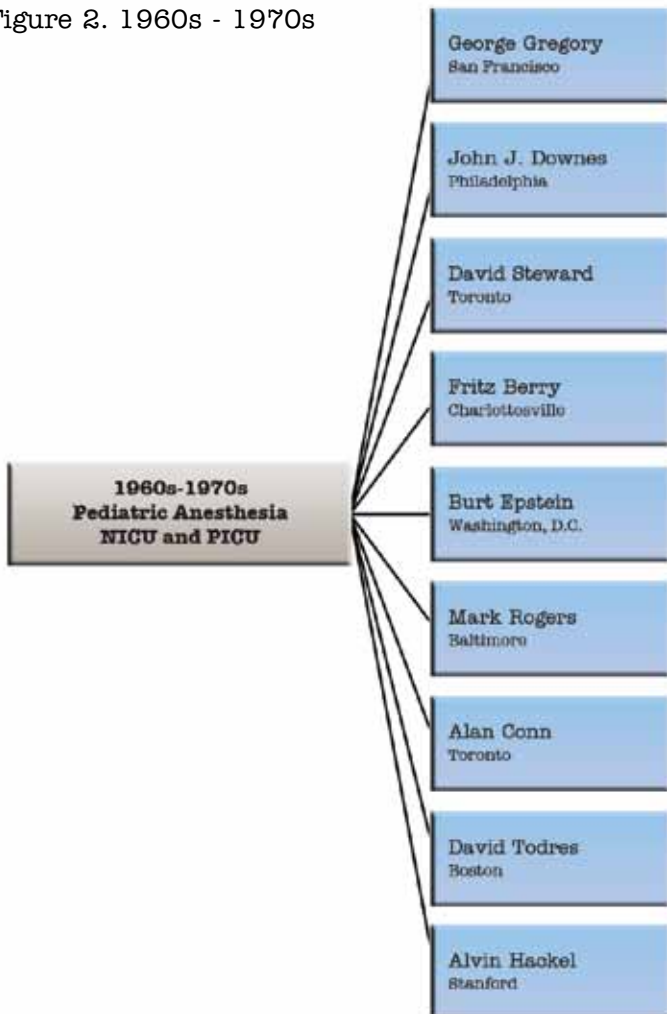 Figure 2. 1960s - 1970s
George Gregory
San Francisco
John J. Downes
Philadelphia
David Steward
Toronto
Fritz Berry
Charlottesville
1960s-1970s
Pediatric Anesthesia
NICU and PICU
Burt Epstein
Washington, D.C.
Mark Rogers
Baltimore
Alan Conn
Toronto
David Todres
Boston
Alvin Hackel
Stanford